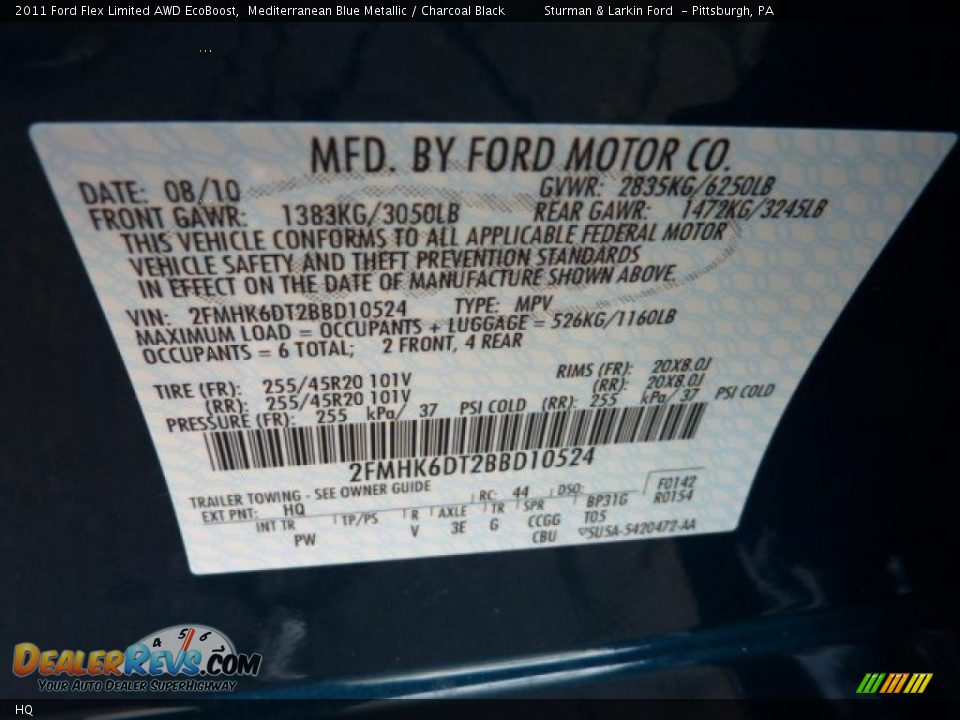 2011 Ford Flex Limited AWD EcoBoost, Mediterranean Blue Metallic / Charcoal Black Sturman & Larkin Ford - Pittsburgh, PA
MFD. BY FORD MOTOR CO.
DATE: 08/10 GVWR: 2835KG/6250LB
FRONT GAWR: 1383KG/3050LB REAR GAWR: 1472KG/3245LB
THIS VEHICLE CONFORMS TO ALL APPLICABLE FEDERAL MOTOR
VEHICLE SAFETY AND THEFT PREVENTION STANDARDS
IN EFFECT ON THE DATE OF MANUFACTURE SHOWN ABOVE.
VIN: 2FMHK6DT2BBD10524 TYPE: MPV
MAXIMUM LOAD = OCCUPANTS + LUGGAGE = 526KG/1160LB
OCCUPANTS = 6 TOTAL; 2 FRONT, 4 REAR
TIRE (FR): 255/45R20 101V RIMS (FR): 20X8.0J
(RR): 255/45R20 101V (RR): 20X8.0J
PRESSURE (FR): 255 kPa/ 37 PSI COLD (RR): 255 kPa/ 37 PSI COLD
2FMHK6DT2BBD10524
TRAILER TOWING - SEE OWNER GUIDE RC: 44 DSO: F0142
EXT PNT: HQ BP31G R0154
INT TR TP/PS R AXLE TR SPR T05
PW V 3E G CCGG
CBU ▽5U5A-5420472-AA
4 5 6
DEALERREVS.COM
YOUR AUTO DEALER SUPERHIGHWAY
HQ